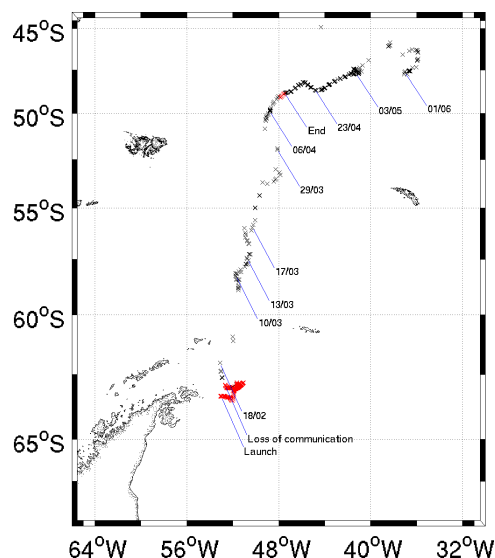 45°S
50°S
55°S
60°S
65°S
01/06
03/05
23/04
End
06/04
29/03
17/03
13/03
10/03
18/02
Loss of communication
Launch
64°W 56°W 48°W 40°W 32°W